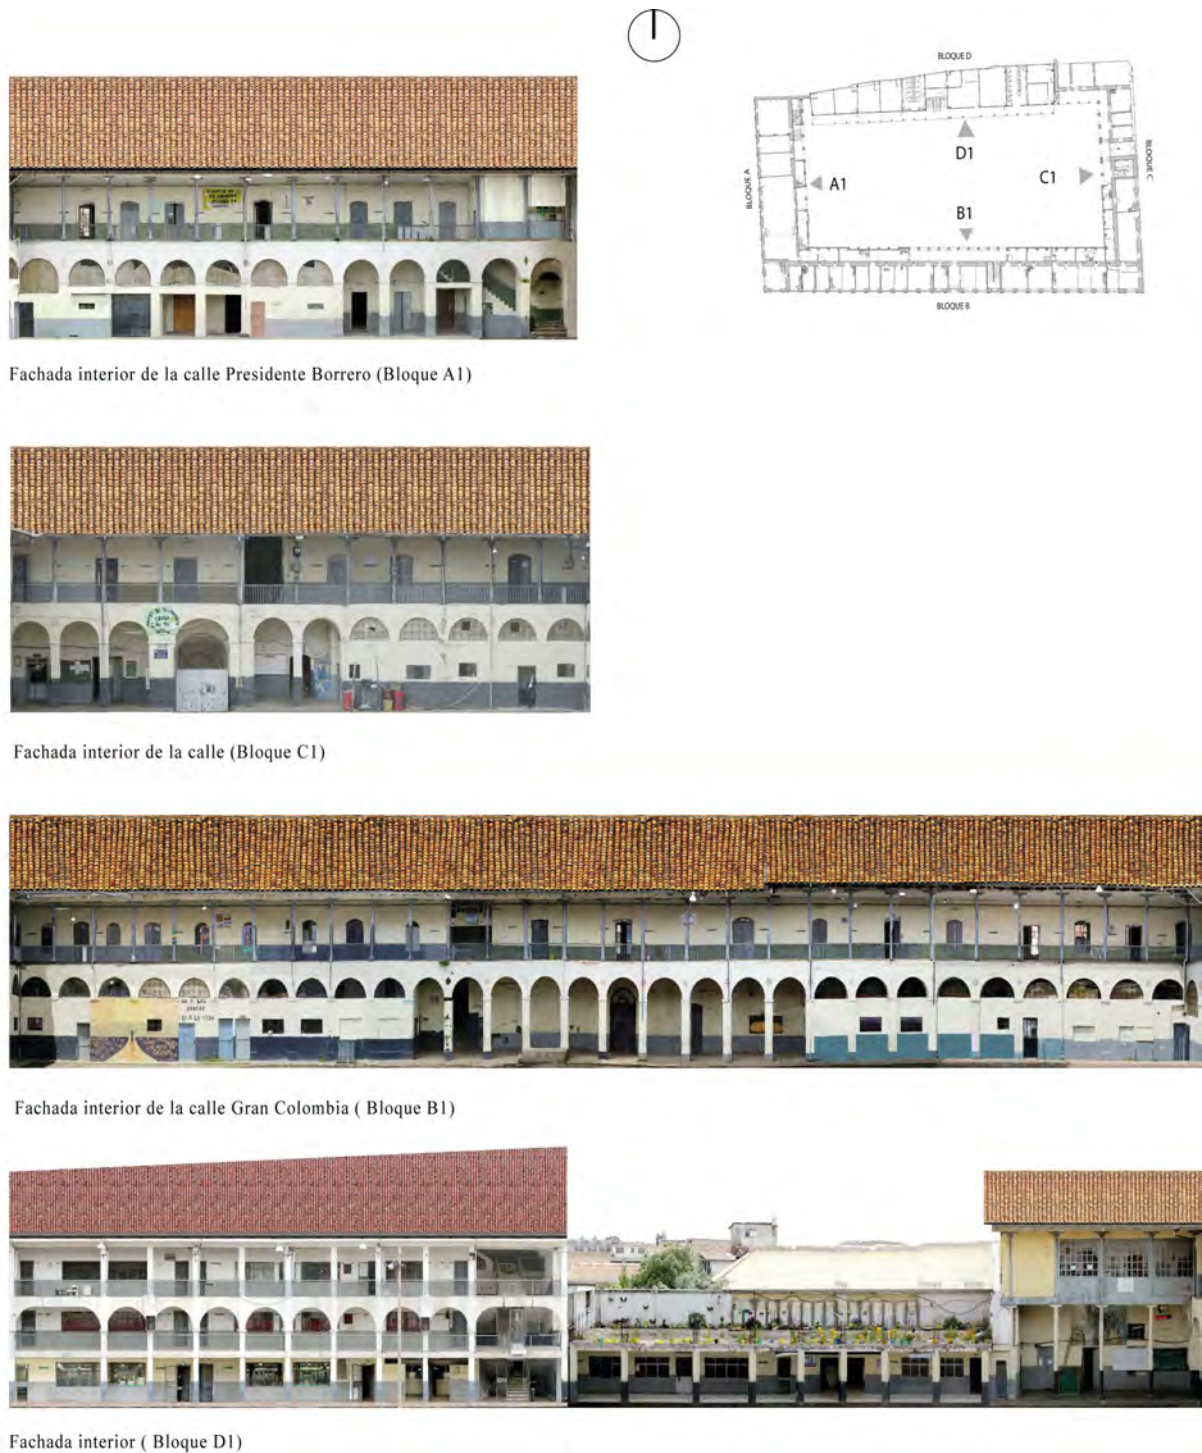 BLOQUE D
D1
BLOQUE A
A1
C1
BLOQUE C
B1
BLOQUE B
Fachada interior de la calle Presidente Borrero (Bloque A1)
Fachada interior de la calle (Bloque C1)
Fachada interior de la calle Gran Colombia ( Bloque B1)
Fachada interior ( Bloque D1)